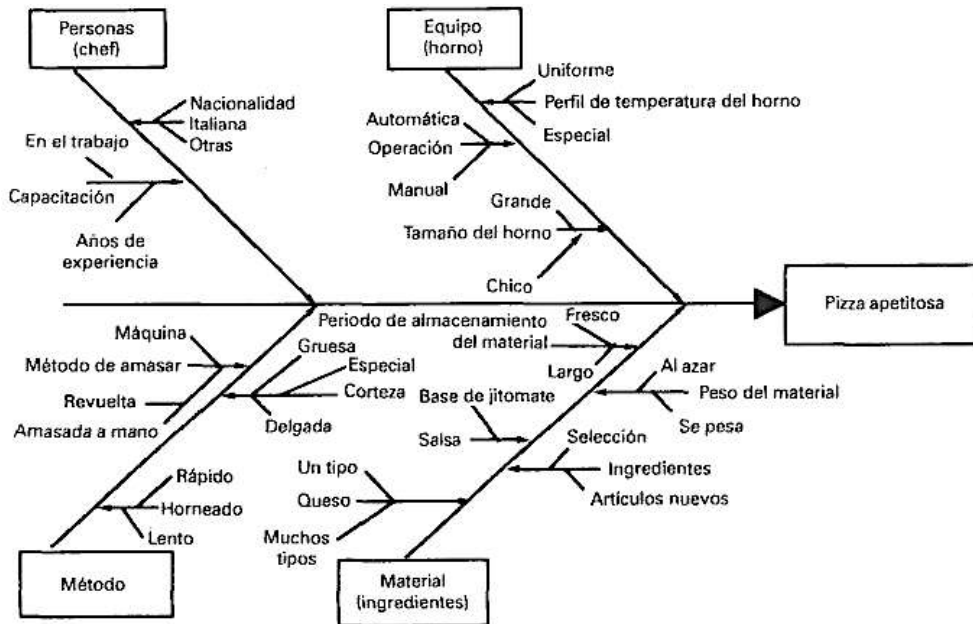 Personas
(chef)
Equipo
(horno)
Nacionalidad
Italiana
Otras
En el trabajo
Capacitación
Años de
experiencia
Uniforme
Perfil de temperatura del horno
Especial
Automática
Operación
Manual
Grande
Tamaño del horno
Chico
Pizza apetitosa
Máquina
Método de amasar
Revuelta
Amasada a mano
Gruesa
Especial
Corteza
Delgada
Rápido
Horneado
Lento
Método
Periodo de almacenamiento
del material
Fresco
Largo
Al azar
Peso del material
Se pesa
Base de jitomate
Salsa
Selección
Ingredientes
Artículos nuevos
Un tipo
Queso
Muchos
tipos
Material
(ingredientes)